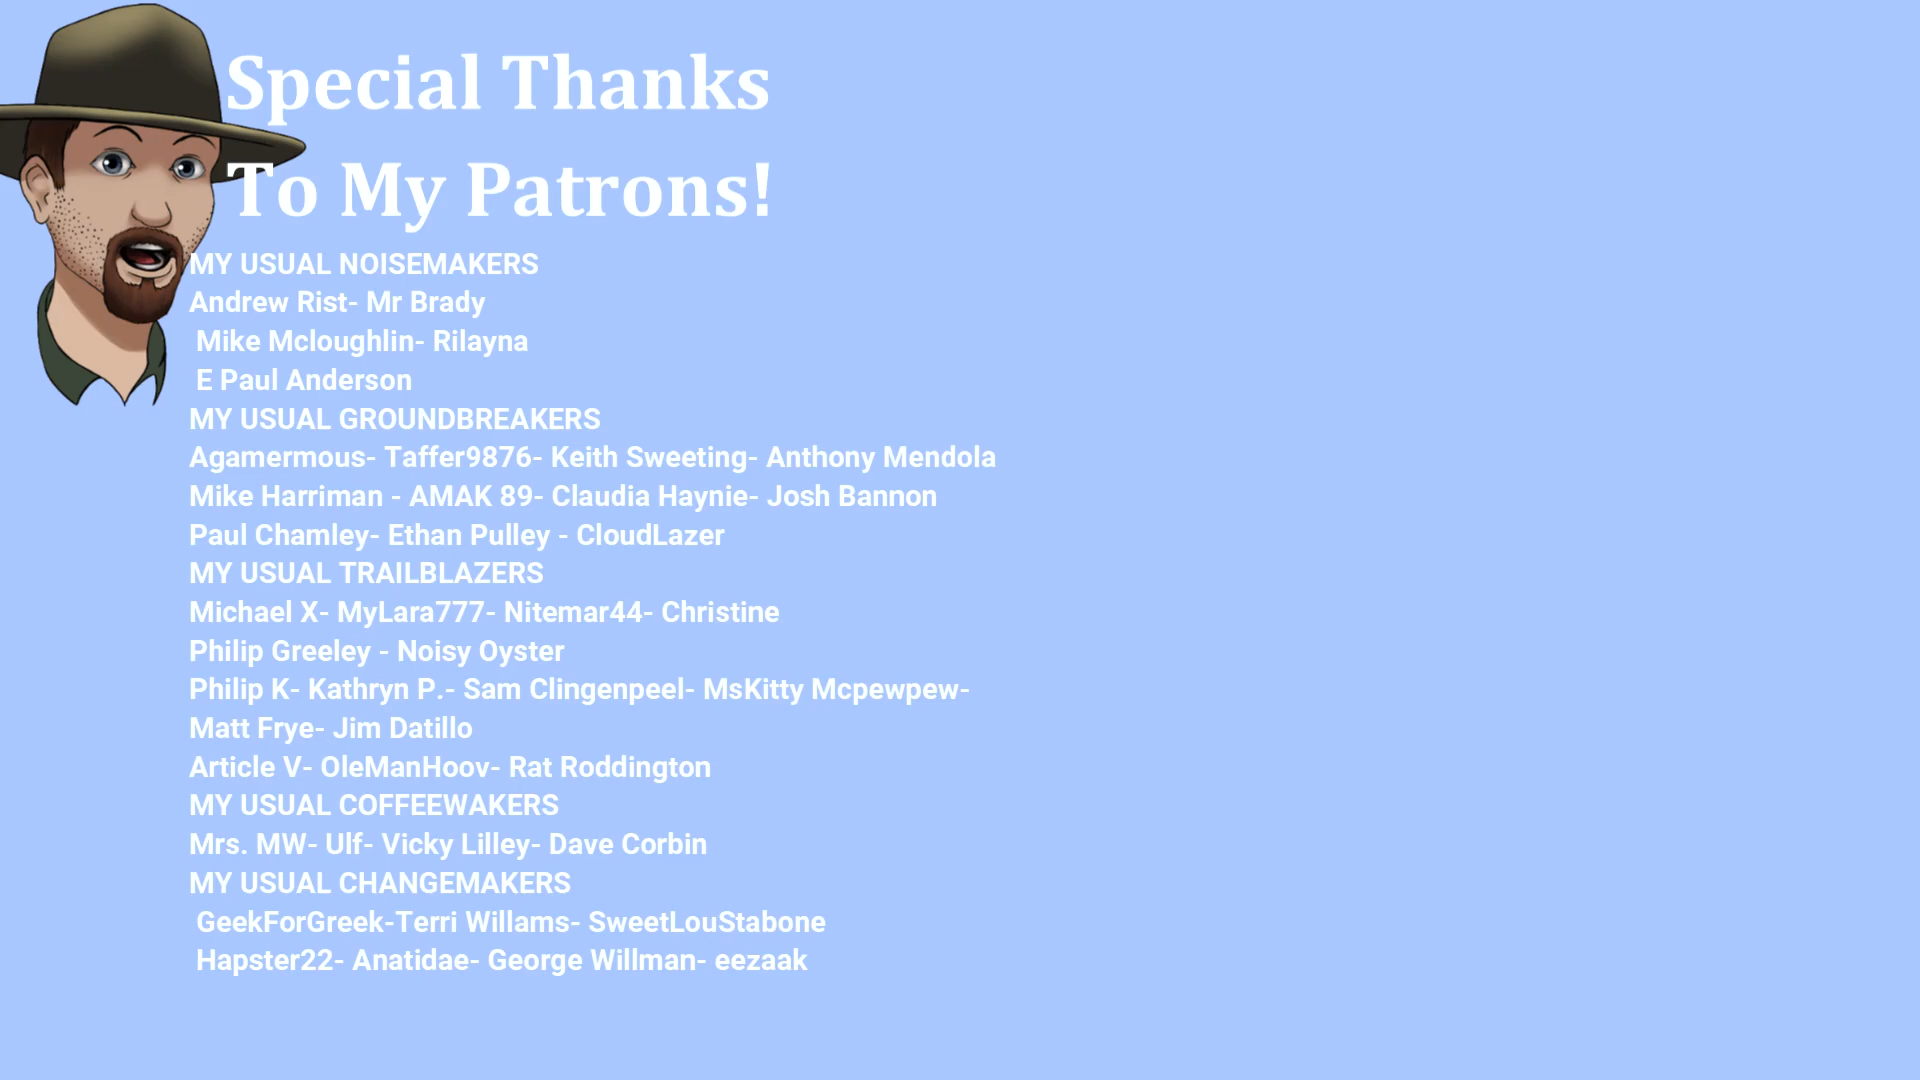 Special Thanks
To My Patrons!
MY USUAL NOISEMAKERS
Andrew Rist- Mr Brady
Mike Mcloughlin- Rilayna
E Paul Anderson
MY USUAL GROUNDBREAKERS
Agamermous- Taffer9876- Keith Sweeting- Anthony Mendola
Mike Harriman - AMAK 89- Claudia Haynie- Josh Bannon
Paul Chamley- Ethan Pulley - CloudLazer
MY USUAL TRAILBLAZERS
Michael X- MyLara777- Nitemar44- Christine
Philip Greeley - Noisy Oyster
Philip K- Kathryn P.- Sam Clingenpeel- MsKitty Mcpewpew-
Matt Frye- Jim Datillo
Article V- OleManHoov- Rat Roddington
MY USUAL COFFEEWAKERS
Mrs. MW- Ulf- Vicky Lilley- Dave Corbin
MY USUAL CHANGEMAKERS
GeekForGreek-Terri Willams- SweetLouStabone
Hapster22- Anatidae- George Willman- eezaak